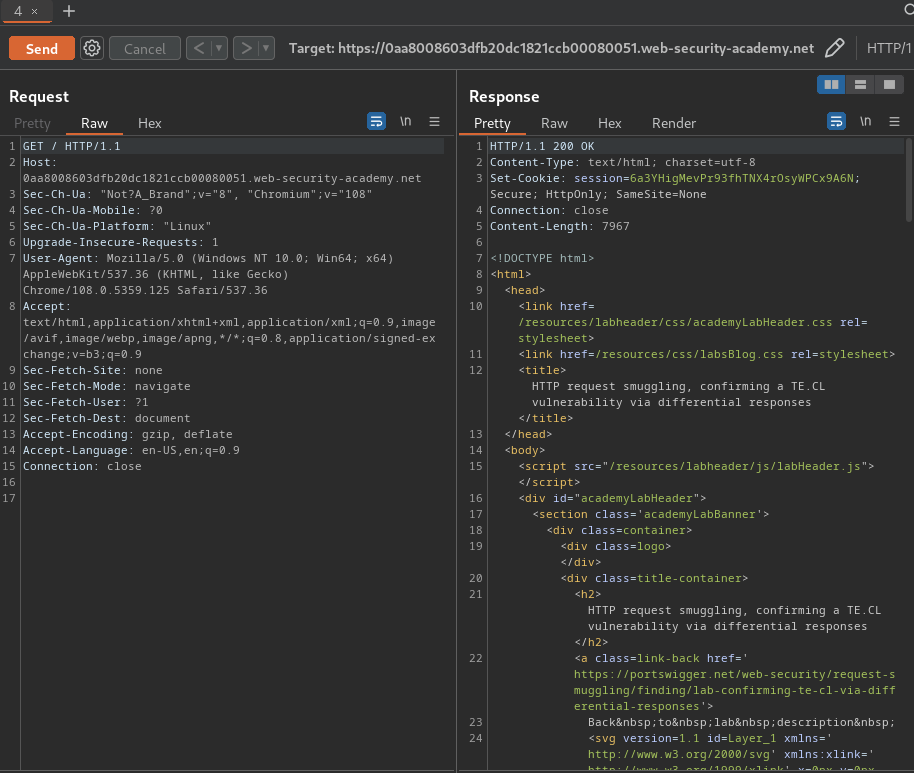 4 × +
Send Cancel < ▾ > ▾ Target: https://0aa8008603dfb20dc1821ccb00080051.web-security-academy.net HTTP/1
Request
Pretty Raw Hex \n ≡
1 GET / HTTP/1.1
2 Host:
0aa8008603dfb20dc1821ccb00080051.web-security-academy.net
3 Sec-Ch-Ua: "Not?A_Brand";v="8", "Chromium";v="108"
4 Sec-Ch-Ua-Mobile: ?0
5 Sec-Ch-Ua-Platform: "Linux"
6 Upgrade-Insecure-Requests: 1
7 User-Agent: Mozilla/5.0 (Windows NT 10.0; Win64; x64)
AppleWebKit/537.36 (KHTML, like Gecko)
Chrome/108.0.5359.125 Safari/537.36
8 Accept:
text/html,application/xhtml+xml,application/xml;q=0.9,image
/avif,image/webp,image/apng,*/*;q=0.8,application/signed-ex
change;v=b3;q=0.9
9 Sec-Fetch-Site: none
10 Sec-Fetch-Mode: navigate
11 Sec-Fetch-User: ?1
12 Sec-Fetch-Dest: document
13 Accept-Encoding: gzip, deflate
14 Accept-Language: en-US,en;q=0.9
15 Connection: close
16
17
Response
Pretty Raw Hex Render \n ≡
1 HTTP/1.1 200 OK
2 Content-Type: text/html; charset=utf-8
3 Set-Cookie: session=6a3YHigMevPr93fhTNX4rOsyWPCx9A6N;
Secure; HttpOnly; SameSite=None
4 Connection: close
5 Content-Length: 7967
6
7 <!DOCTYPE html>
8 <html>
9 <head>
10 <link href=
/resources/labheader/css/academyLabHeader.css rel=
stylesheet>
11 <link href=/resources/css/labsBlog.css rel=stylesheet>
12 <title>
HTTP request smuggling, confirming a TE.CL
vulnerability via differential responses
</title>
13 </head>
14 <body>
15 <script src="/resources/labheader/js/labHeader.js">
</script>
16 <div id="academyLabHeader">
17 <section class='academyLabBanner'>
18 <div class=container>
19 <div class=logo>
</div>
20 <div class=title-container>
21 <h2>
HTTP request smuggling, confirming a TE.CL
vulnerability via differential responses
</h2>
22 <a class=link-back href='
https://portswigger.net/web-security/request-s
muggling/finding/lab-confirming-te-cl-via-diff
erential-responses'>
23 Back&nbsp;to&nbsp;lab&nbsp;description&nbsp;
24 <svg version=1.1 id=Layer_1 xmlns='
http://www.w3.org/2000/svg' xmlns:xlink='
http://www.w3.org/1999/xlink' x=0px y=0px